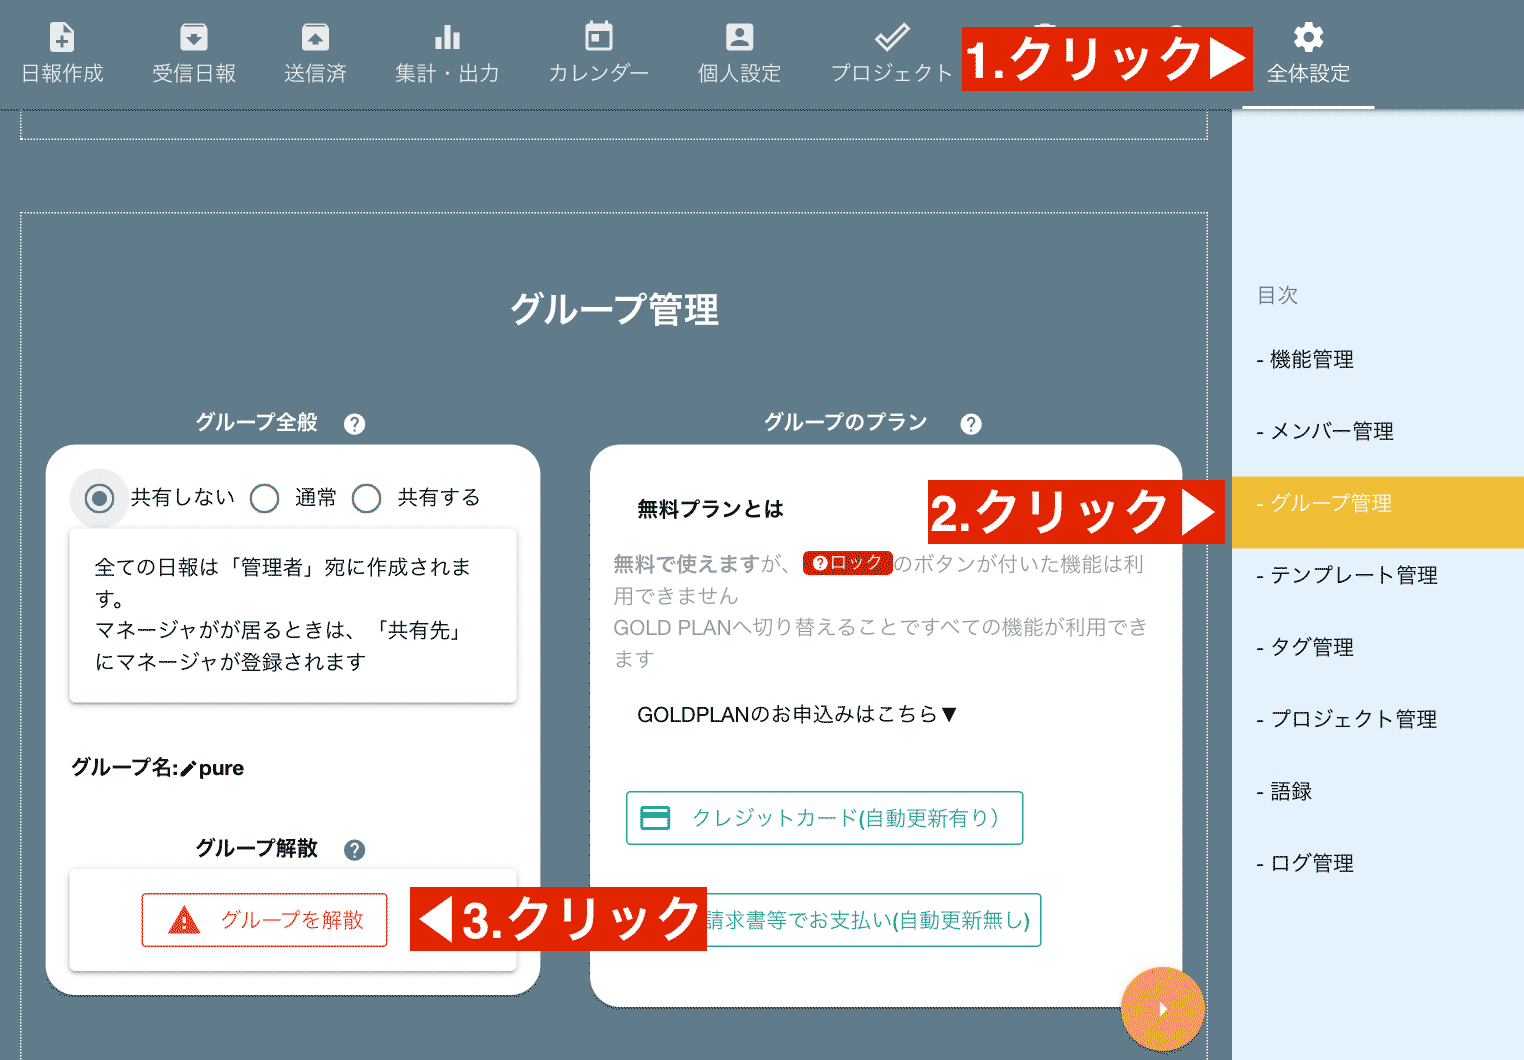 日報作成
受信日報
送信済
集計・出力
カレンダー
個人設定
プロジェクト
1.クリック▶
全体設定
グループ管理
グループ全般 ?
共有しない 通常 共有する
全ての日報は「管理者」宛に作成されま
す。
マネージャがが居るときは、「共有先」
にマネージャが登録されます
グループ名:pure
グループ解散 ?
グループを解散
◀3.クリック
グループのプラン ?
無料プランとは
無料で使えますが、?ロックのボタンが付いた機能は利
用できません
GOLD PLANへ切り替えることですべての機能が利用でき
ます
GOLDPLANのお申込みはこちら▼
クレジットカード(自動更新有り）
請求書等でお支払い(自動更新無し)
2.クリック▶
目次
- 機能管理
- メンバー管理
- グループ管理
- テンプレート管理
- タグ管理
- プロジェクト管理
- 語録
- ログ管理